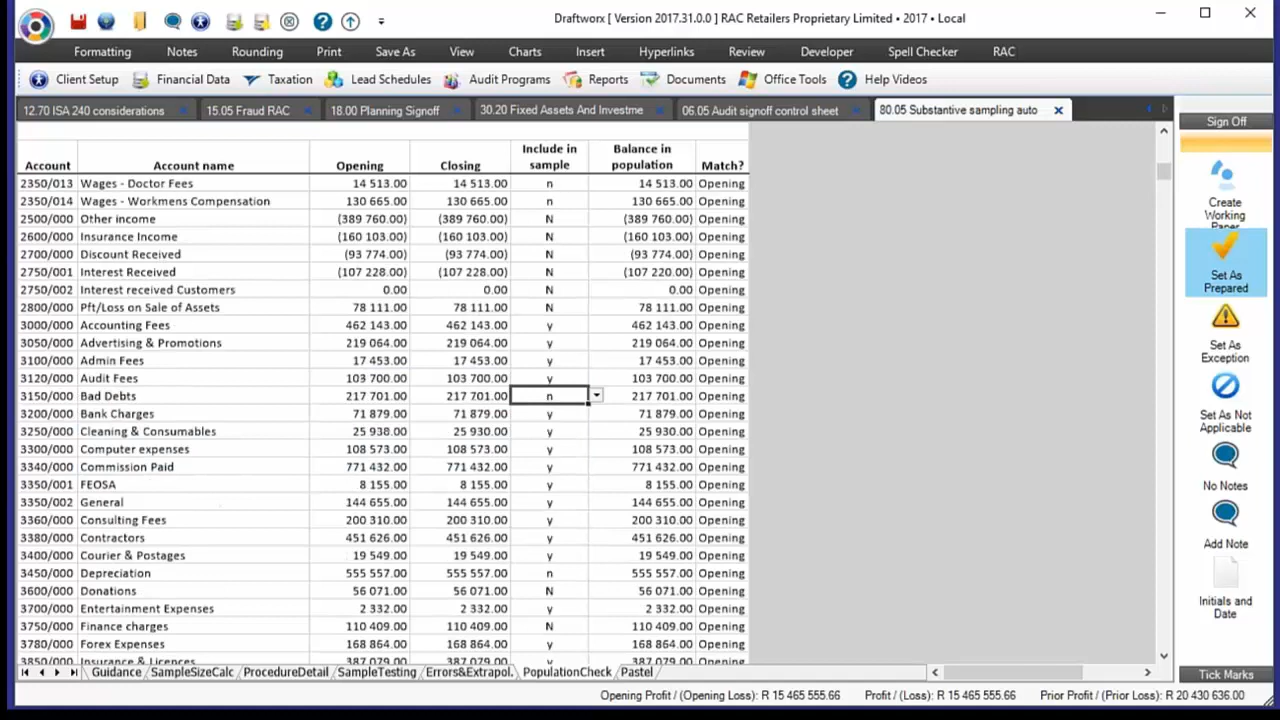 Draftworx [ Version 2017.31.0.0 ] RAC Retailers Proprietary Limited • 2017 • Local
Formatting Notes Rounding Print Save As View Charts Insert Hyperlinks Review Developer Spell Checker RAC
Client Setup Financial Data Taxation Lead Schedules Audit Programs Reports Documents Office Tools Help Videos
12.70 ISA 240 considerations 15.05 Fraud RAC 18.00 Planning Signoff 30.20 Fixed Assets And Investme 06.05 Audit signoff control sheet 80.05 Substantive sampling auto
Account Account name Opening Closing Include in sample Balance in population Match?
2350/013 Wages - Doctor Fees 14 513.00 14 513.00 n 14 513.00 Opening
2350/014 Wages - Workmens Compensation 130 665.00 130 665.00 n 130 665.00 Opening
2500/000 Other income (389 760.00) (389 760.00) N (389 760.00) Opening
2600/000 Insurance Income (160 103.00) (160 103.00) N (160 103.00) Opening
2700/000 Discount Received (93 774.00) (93 774.00) N (93 774.00) Opening
2750/001 Interest Received (107 228.00) (107 228.00) N (107 220.00) Opening
2750/002 Interest received Customers 0.00 0.00 N 0.00 Opening
2800/000 Pft/Loss on Sale of Assets 78 111.00 78 111.00 N 78 111.00 Opening
3000/000 Accounting Fees 462 143.00 462 143.00 y 462 143.00 Opening
3050/000 Advertising & Promotions 219 064.00 219 064.00 y 219 064.00 Opening
3100/000 Admin Fees 17 453.00 17 453.00 y 17 453.00 Opening
3120/000 Audit Fees 103 700.00 103 700.00 y 103 700.00 Opening
3150/000 Bad Debts 217 701.00 217 701.00 n 217 701.00 Opening
3200/000 Bank Charges 71 879.00 71 879.00 y 71 879.00 Opening
3250/000 Cleaning & Consumables 25 938.00 25 930.00 y 25 930.00 Opening
3300/000 Computer expenses 108 573.00 108 573.00 y 108 573.00 Opening
3340/000 Commission Paid 771 432.00 771 432.00 y 771 432.00 Opening
3350/001 FEOSA 8 155.00 8 155.00 y 8 155.00 Opening
3350/002 General 144 655.00 144 655.00 y 144 655.00 Opening
3360/000 Consulting Fees 200 310.00 200 310.00 y 200 310.00 Opening
3380/000 Contractors 451 626.00 451 626.00 y 451 626.00 Opening
3400/000 Courier & Postages 19 549.00 19 549.00 y 19 549.00 Opening
3450/000 Depreciation 555 557.00 555 557.00 n 555 557.00 Opening
3600/000 Donations 56 071.00 56 071.00 N 56 071.00 Opening
3700/000 Entertainment Expenses 2 332.00 2 332.00 y 2 332.00 Opening
3750/000 Finance charges 110 409.00 110 409.00 N 110 409.00 Opening
3780/000 Forex Expenses 168 864.00 168 864.00 y 168 864.00 Opening
3850/000 Insurance & Licences 387 079.00 387 079.00 y 387 079.00 Opening
Guidance SampleSizeCalc ProcedureDetail SampleTesting Errors&Extrapol. PopulationCheck Pastel
Opening Profit / (Opening Loss): R 15 465 555.66 Profit / (Loss): R 15 465 555.66 Prior Profit / (Prior Loss): R 20 430 636.00
Sign Off
Create
Working
Set As
Prepared
Set As
Exception
Set As Not
Applicable
No Notes
Add Note
Initials and
Date
Tick Marks